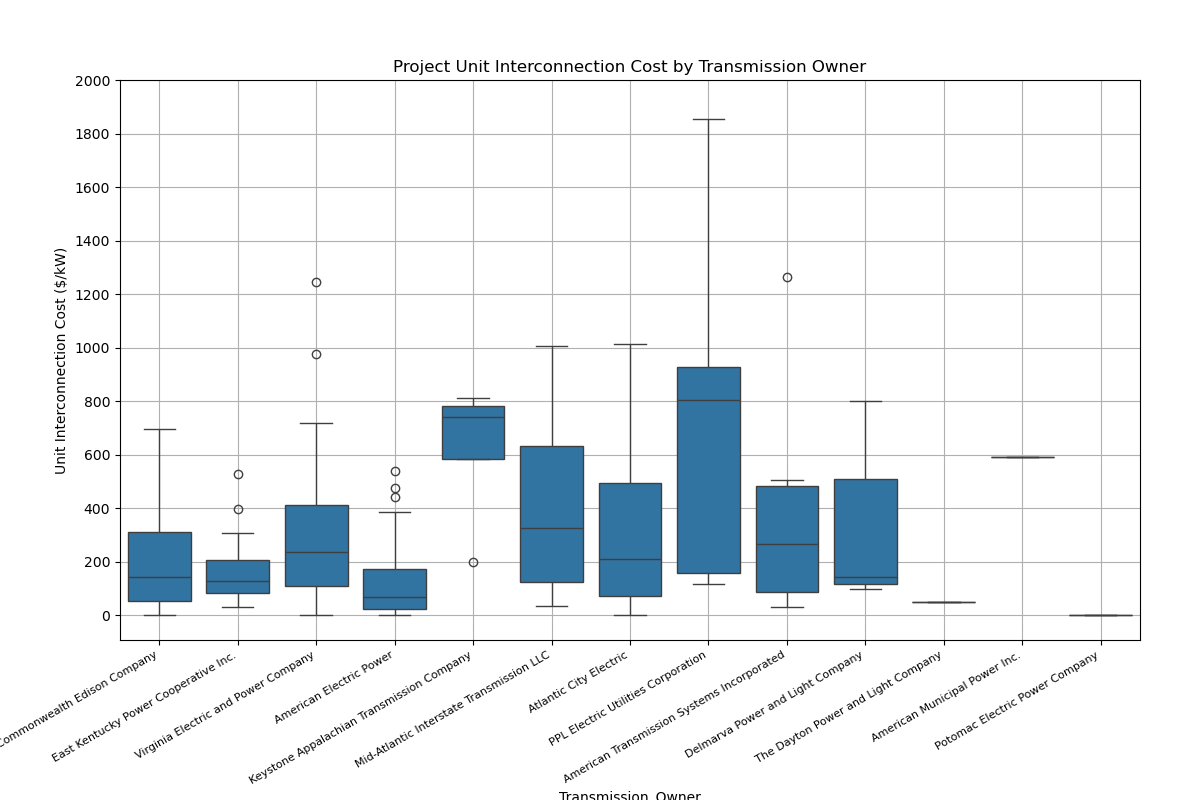 Project Unit Interconnection Cost by Transmission Owner
Unit Interconnection Cost ($/kW)
2000
1800
1600
1400
1200
1000
800
600
400
200
0
Commonwealth Edison Company
East Kentucky Power Cooperative Inc.
Virginia Electric and Power Company
American Electric Power
Keystone Appalachian Transmission Company
Mid-Atlantic Interstate Transmission LLC
Atlantic City Electric
PPL Electric Utilities Corporation
American Transmission Systems Incorporated
Delmarva Power and Light Company
The Dayton Power and Light Company
American Municipal Power Inc.
Potomac Electric Power Company
Transmission_Owner